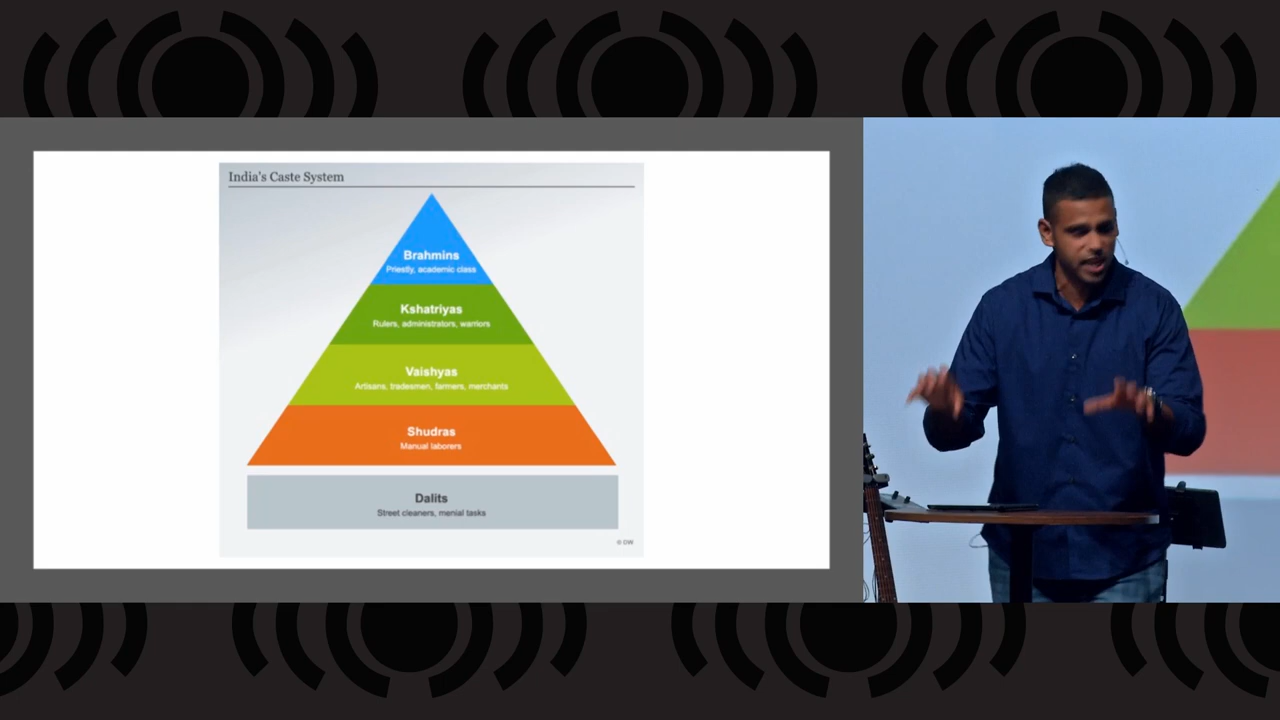 India's Caste System
Brahmins
Priestly, academic class
Kshatriyas
Rulers, administrators, warriors
Vaishyas
Artisans, tradesmen, farmers, merchants
Shudras
Manual laborers
Dalits
Street cleaners, menial tasks
© DW